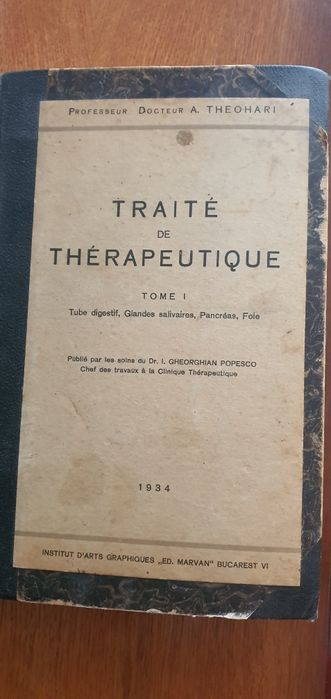 PROFESSEUR DOCTEUR A. THEOHARI
TRAITÉ
DE
THÉRAPEUTIQUE
TOME I
Tube digestif, Glandes salivaires, Pancréas, Foie
Publié par les soins du Dr. I. GHEORGHIAN POPESCO
Chef des travaux à la Clinique Thérapeutique
1934
INSTITUT D'ARTS GRAPHIQUES „ED. MARVAN" BUCAREST VI